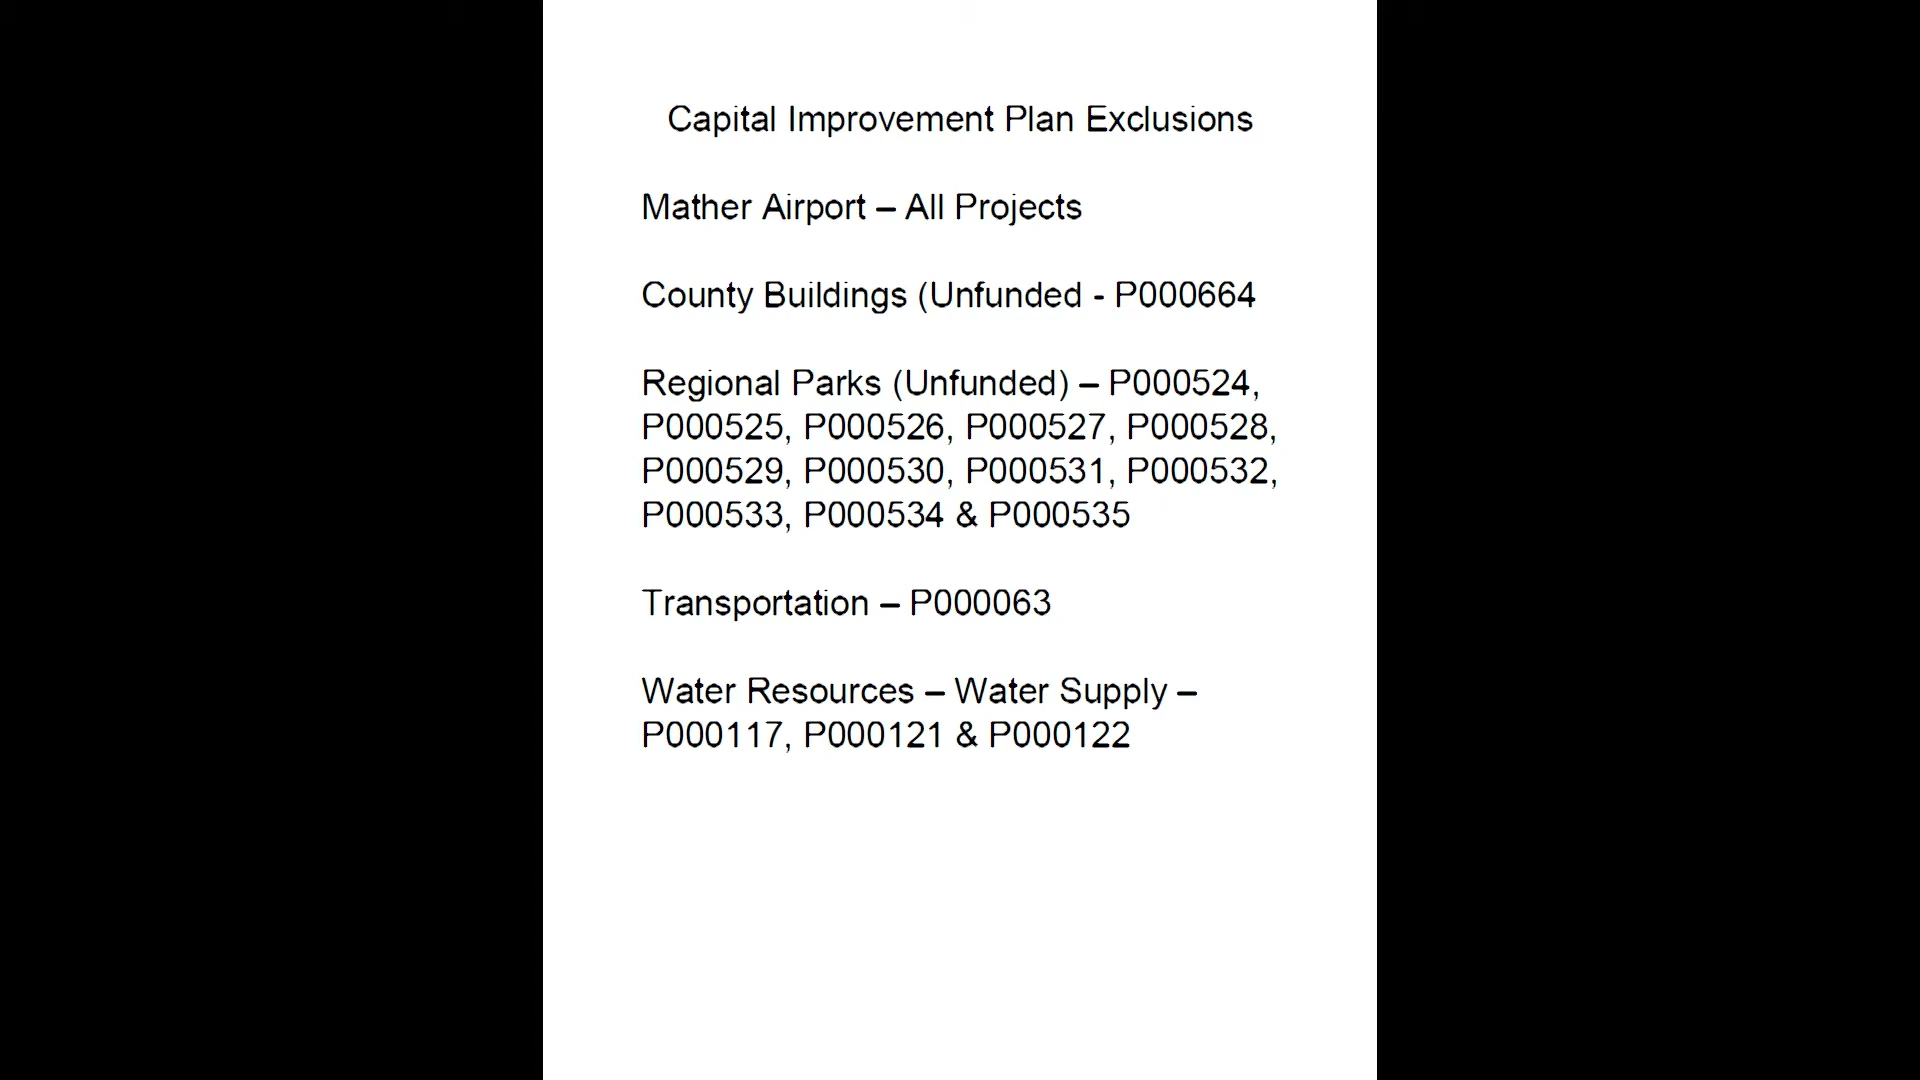 Capital Improvement Plan Exclusions
Mather Airport – All Projects
County Buildings (Unfunded - P000664
Regional Parks (Unfunded) – P000524,
P000525, P000526, P000527, P000528,
P000529, P000530, P000531, P000532,
P000533, P000534 & P000535
Transportation – P000063
Water Resources – Water Supply –
P000117, P000121 & P000122